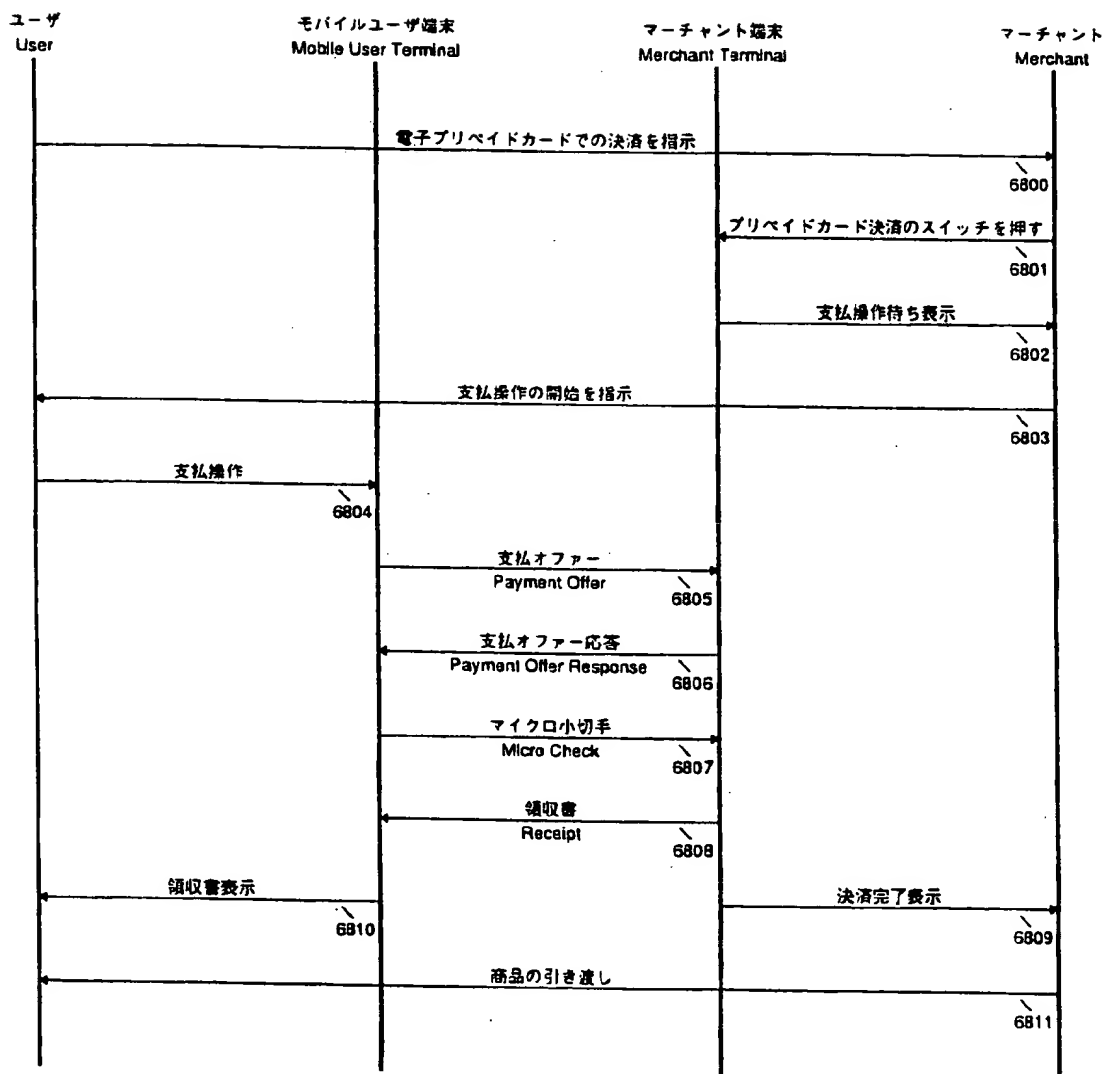 ユーザ
User
モバイルユーザ端末
Mobile User Terminal
マーチャント端末
Merchant Terminal
マーチャント
Merchant
電子プリペイドカードでの決済を指示
6800
プリペイドカード決済のスイッチを押す
6801
支払操作待ち表示
6802
支払操作の開始を指示
6803
支払操作
6804
支払オファー
Payment Offer
6805
支払オファー応答
Payment Offer Response
6806
マイクロ小切手
Micro Check
6807
領収書
Receipt
6808
領収書表示
6810
決済完了表示
6809
商品の引き渡し
6811